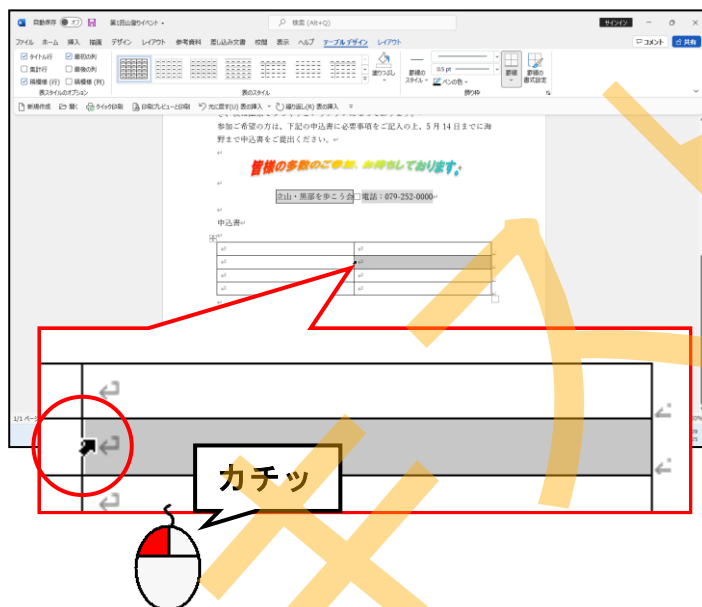 自動保存 オフ 第1回山登りイベント
検索 (Alt+Q)
サインイン
ファイル ホーム 挿入 描画 デザイン レイアウト 参考資料 差し込み文書 校閲 表示 ヘルプ テーブル デザイン レイアウト
コメント 共有
タイトル行 最初の列
集計行 最後の列
縞模様 (行) 縞模様 (列)
塗りつぶし
罫線の
スタイル
0.5 pt
ペンの色
罫線
罫線の
書式設定
表スタイルのオプション 表のスタイル 飾り枠
新規作成 開く クイック印刷 印刷プレビューと印刷 元に戻す(U) 表の挿入 繰り返し(R) 表の挿入
参加ご希望の方は、下記の申込書に必要事項をご記入の上、5 月 14 日までに海
野まで申込書をご提出ください。
皆様の多数のご参加、お待ちしております。
立山・黒部を歩こう会 電話：079-252-0000
申込書
カチッ